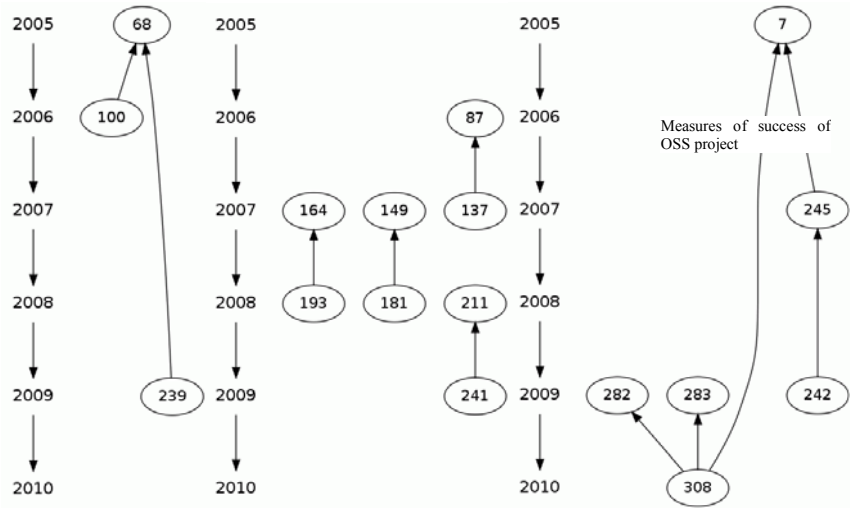 2005 68 2005 2005 7
2006 100 2006 87 2006
Measures of success of
OSS project
2007 2007 164 149 137 2007 245
2008 2008 193 181 211 2008
2009 239 2009 241 2009 282 283 242
2010 2010 2010 308